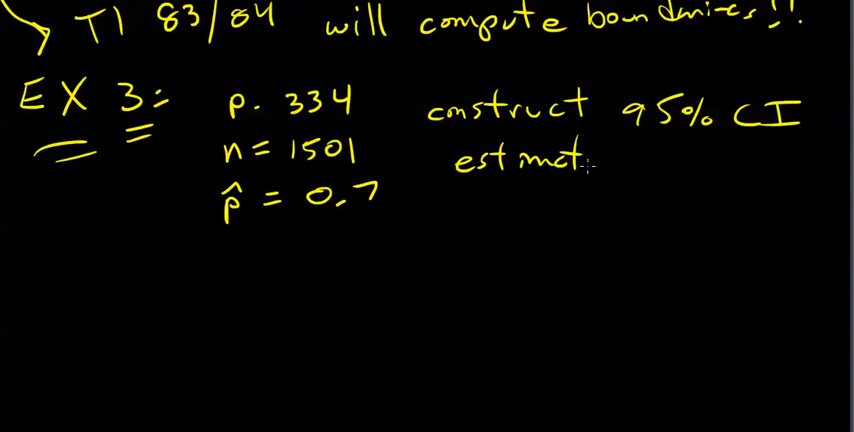 TI 83/84 will compute boundaries!!
EX 3: p. 334 construct 95% CI
n = 1501 estimat
p̂ = 0.7